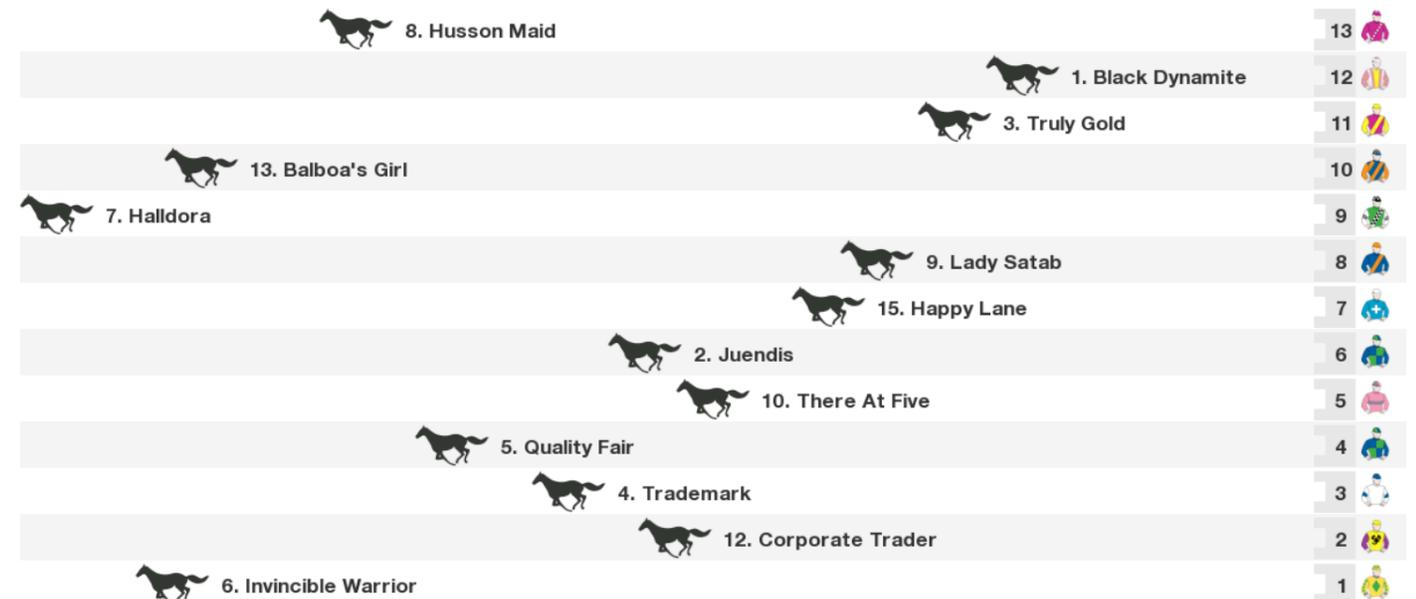 8. Husson Maid 13
1. Black Dynamite 12
3. Truly Gold 11
13. Balboa's Girl 10
7. Halldora 9
9. Lady Satab 8
15. Happy Lane 7
2. Juendis 6
10. There At Five 5
5. Quality Fair 4
4. Trademark 3
12. Corporate Trader 2
6. Invincible Warrior 1